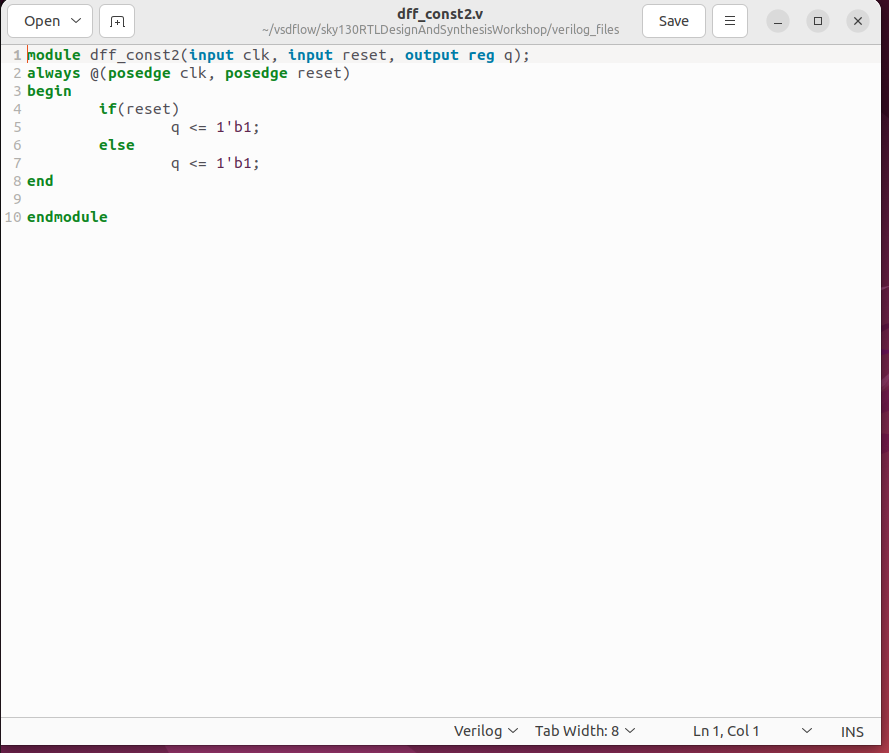 Open
dff_const2.v
~/vsdflow/sky130RTLDesignAndSynthesisWorkshop/verilog_files
Save
1 module dff_const2(input clk, input reset, output reg q);
2 always @(posedge clk, posedge reset)
3 begin
4         if(reset)
5                 q <= 1'b1;
6         else
7                 q <= 1'b1;
8 end
9
10 endmodule
Verilog Tab Width: 8 Ln 1, Col 1 INS